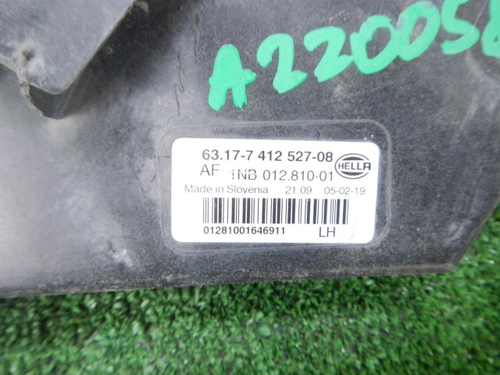 A22005
63.17-7 412 527-08
HELLA
AF 1NB 012.810-01
Made in Slovenia 21:09 05-02-19
01281001646911 LH